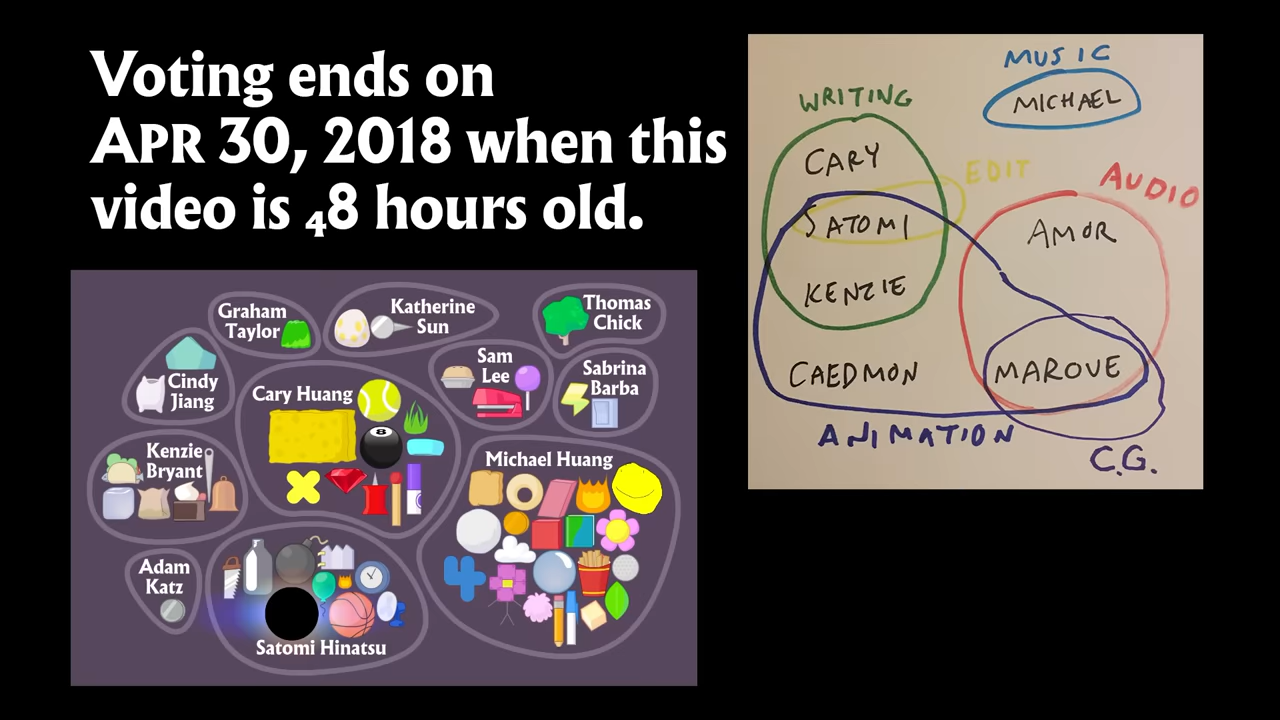 Voting ends on
APR 30, 2018 when this
video is 48 hours old.
Graham
Taylor
Katherine
Sun
Thomas
Chick
Cindy
Jiang
Cary Huang
8
Sam
Lee
Sabrina
Barba
Kenzie
Bryant
Michael Huang
Adam
Katz
Satomi Hinatsu
MUSIC
MICHAEL
WRITING
CARY
EDIT
AUDIO
SATOMI
AMOR
KENZIE
CAEDMON
MAROVE
ANIMATION
C.G.